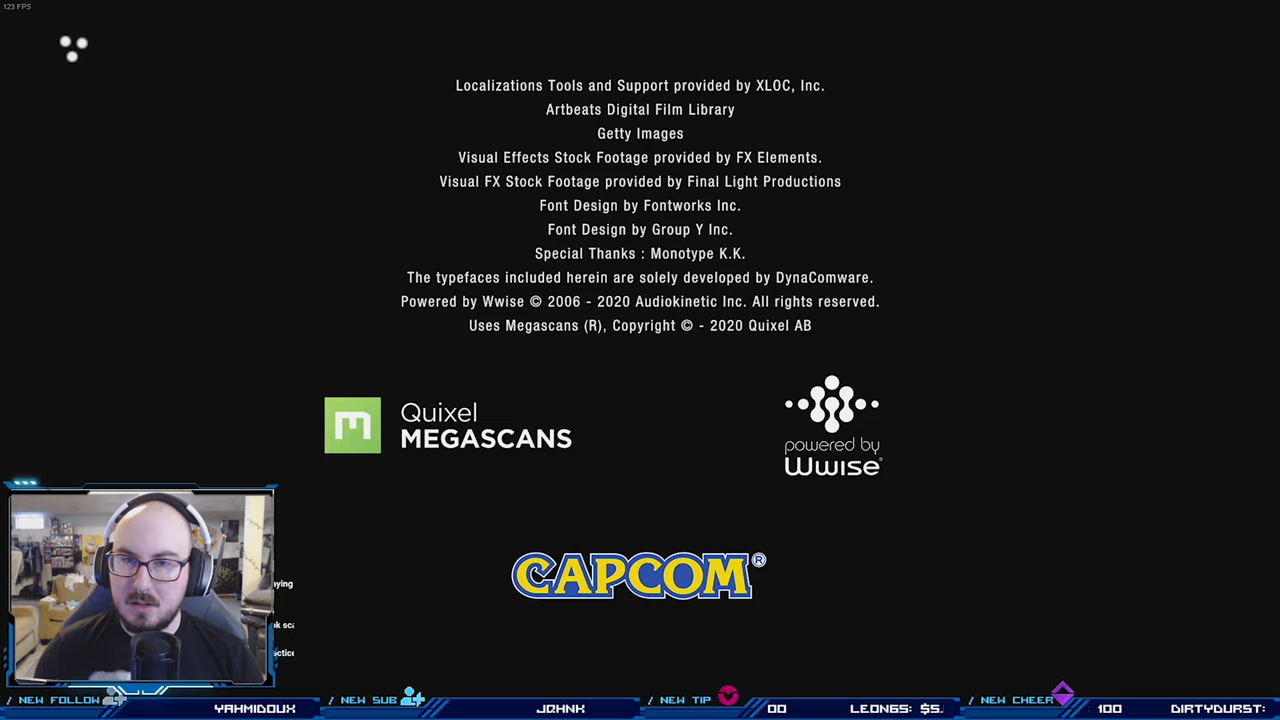 123 FPS
Localizations Tools and Support provided by XLOC, Inc.
Artbeats Digital Film Library
Getty Images
Visual Effects Stock Footage provided by FX Elements.
Visual FX Stock Footage provided by Final Light Productions
Font Design by Fontworks Inc.
Font Design by Group Y Inc.
Special Thanks : Monotype K.K.
The typefaces included herein are solely developed by DynaComware.
Powered by Wwise © 2006 - 2020 Audiokinetic Inc. All rights reserved.
Uses Megascans (R), Copyright © - 2020 Quixel AB
Quixel
MEGASCANS
powered by
Wwise®
CAPCOM®
/ NEW FOLLOW
YAHMIDOUX
/ NEW SUB
JOHNK
/ NEW TIP
00
LEON6S: $5.
/ NEW CHEER
100
DIRTYDURST: